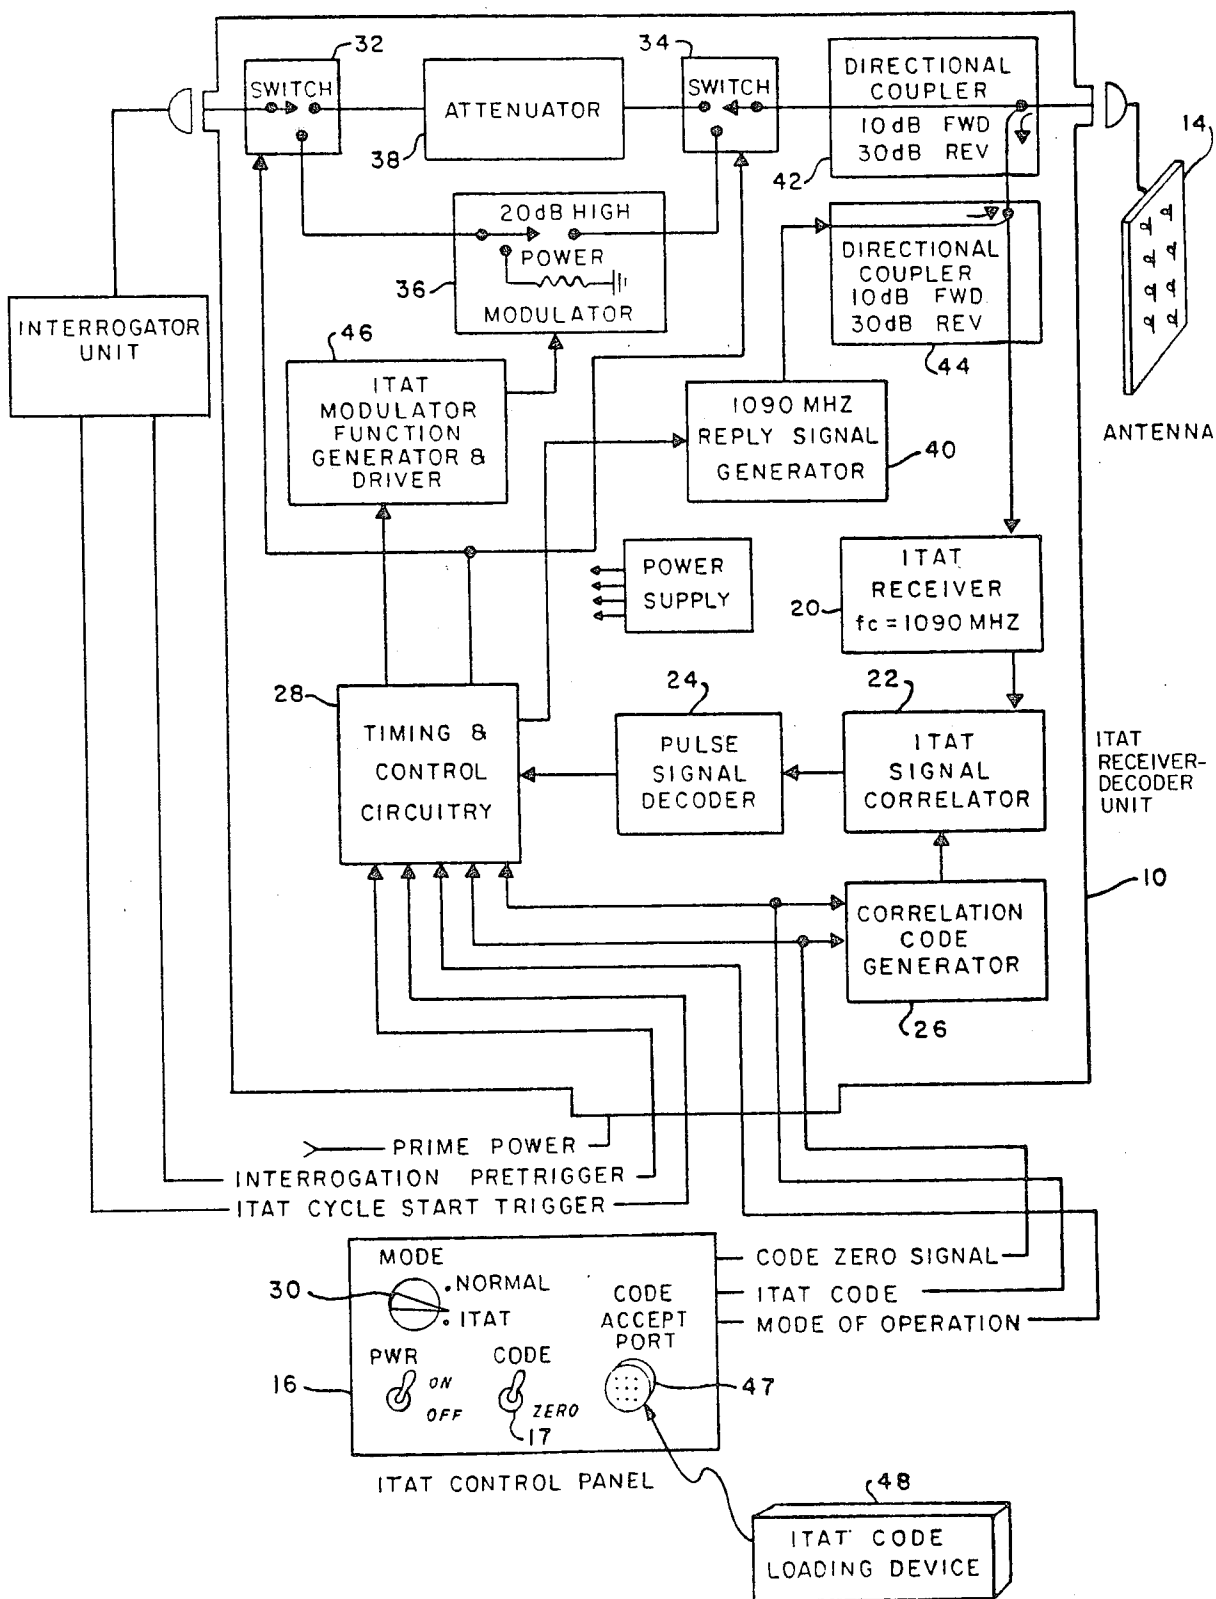 32
34
SWITCH
ATTENUATOR
38
SWITCH
DIRECTIONAL
COUPLER
10dB FWD
30dB REV
42
14
20dB HIGH
POWER
MODULATOR
36
DIRECTIONAL
COUPLER
10dB FWD.
30dB REV
44
ANTENNA
INTERROGATOR
UNIT
46
ITAT
MODULATOR
FUNCTION
GENERATOR &
DRIVER
1090 MHZ
REPLY SIGNAL
GENERATOR
40
POWER
SUPPLY
ITAT
RECEIVER
fc = 1090 MHZ
20
28
TIMING &
CONTROL
CIRCUITRY
24
PULSE
SIGNAL
DECODER
22
ITAT
SIGNAL
CORRELATOR
ITAT
RECEIVER-
DECODER
UNIT
10
CORRELATION
CODE
GENERATOR
26
PRIME POWER
INTERROGATION PRETRIGGER
ITAT CYCLE START TRIGGER
CODE ZERO SIGNAL
ITAT CODE
MODE OF OPERATION
MODE
30
NORMAL
ITAT
CODE
ACCEPT
PORT
PWR
ON
OFF
16
CODE
ZERO
17
47
ITAT CONTROL PANEL
48
ITAT CODE
LOADING DEVICE